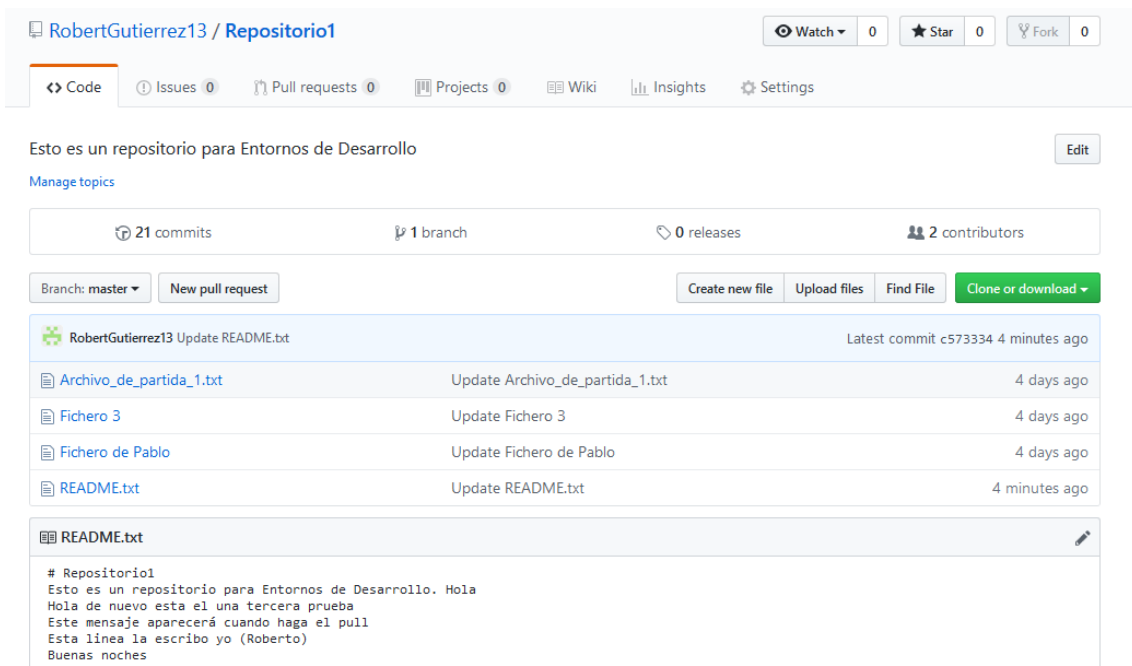 RobertGutierrez13 / Repositorio1 Watch 0 Star 0 Fork 0
Code Issues 0 Pull requests 0 Projects 0 Wiki Insights Settings
Esto es un repositorio para Entornos de Desarrollo Edit
Manage topics
21 commits 1 branch 0 releases 2 contributors
Branch: master New pull request Create new file Upload files Find File Clone or download
RobertGutierrez13 Update README.txt Latest commit c573334 4 minutes ago
Archivo_de_partida_1.txt Update Archivo_de_partida_1.txt 4 days ago
Fichero 3 Update Fichero 3 4 days ago
Fichero de Pablo Update Fichero de Pablo 4 days ago
README.txt Update README.txt 4 minutes ago
README.txt
# Repositorio1
Esto es un repositorio para Entornos de Desarrollo. Hola
Hola de nuevo esta el una tercera prueba
Este mensaje aparecerá cuando haga el pull
Esta linea la escribo yo (Roberto)
Buenas noches